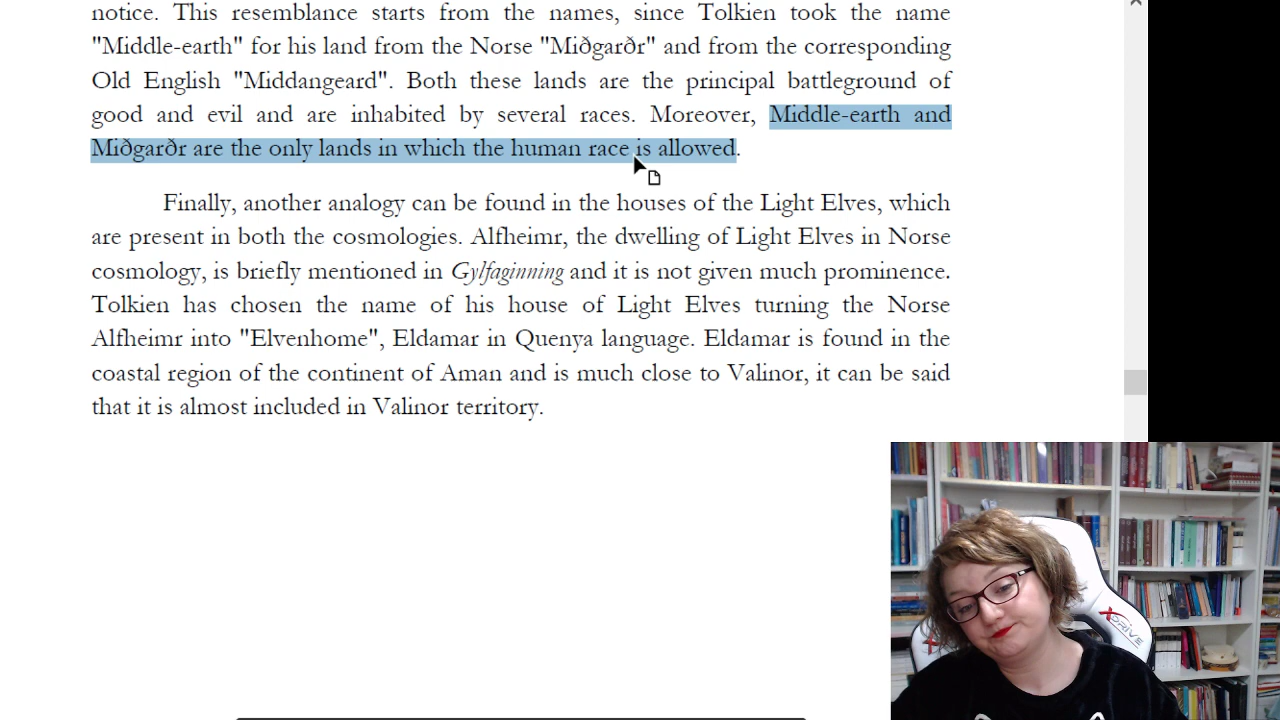 notice. This resemblance starts from the names, since Tolkien took the name
"Middle-earth" for his land from the Norse "Miðgarðr" and from the corresponding
Old English "Middangeard". Both these lands are the principal battleground of
good and evil and are inhabited by several races. Moreover, Middle-earth and
Miðgarðr are the only lands in which the human race is allowed.
Finally, another analogy can be found in the houses of the Light Elves, which
are present in both the cosmologies. Alfheimr, the dwelling of Light Elves in Norse
cosmology, is briefly mentioned in Gylfaginning and it is not given much prominence.
Tolkien has chosen the name of his house of Light Elves turning the Norse
Alfheimr into "Elvenhome", Eldamar in Quenya language. Eldamar is found in the
coastal region of the continent of Aman and is much close to Valinor, it can be said
that it is almost included in Valinor territory.
XDRIVE